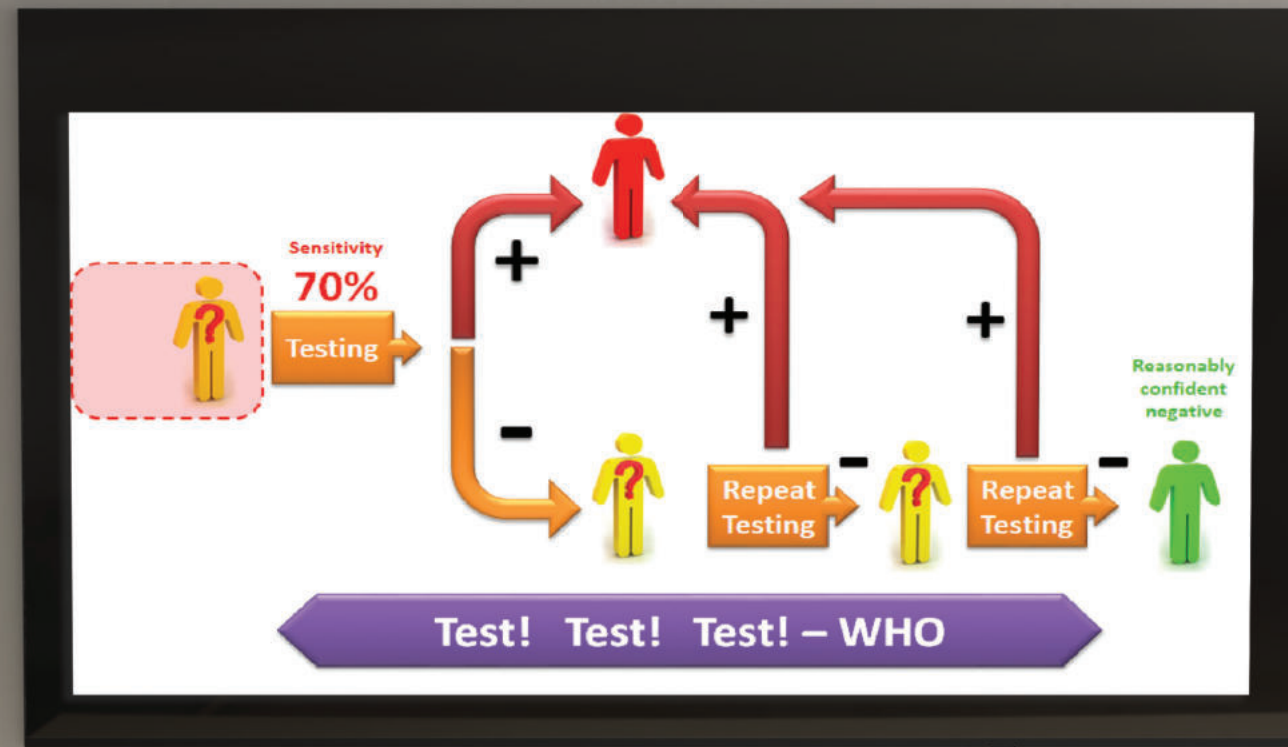 Sensitivity
70%
?
Testing
+
-
+
+
Reasonably
confident
negative
?
Repeat
Testing
-
?
Repeat
Testing
-
Test! Test! Test! – WHO